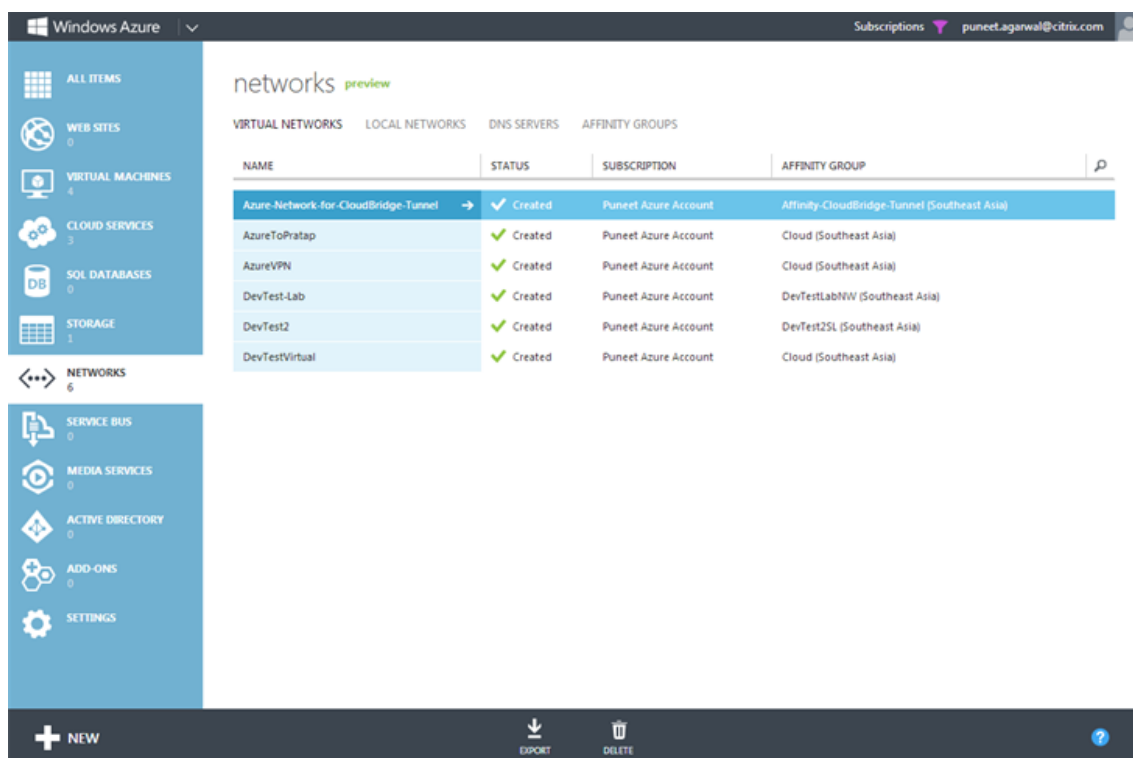 Windows Azure Subscriptions puneet.agarwal@citrix.com
ALL ITEMS
WEB SITES
0
VIRTUAL MACHINES
4
CLOUD SERVICES
3
DB
SQL DATABASES
0
STORAGE
1
NETWORKS
6
SERVICE BUS
0
MEDIA SERVICES
0
ACTIVE DIRECTORY
0
ADD-ONS
0
SETTINGS
networks preview
VIRTUAL NETWORKS LOCAL NETWORKS DNS SERVERS AFFINITY GROUPS
NAME STATUS SUBSCRIPTION AFFINITY GROUP
Azure-Network-for-CloudBridge-Tunnel Created Puneet Azure Account Affinity-CloudBridge-Tunnel (Southeast Asia)
AzureToPratap Created Puneet Azure Account Cloud (Southeast Asia)
AzureVPN Created Puneet Azure Account Cloud (Southeast Asia)
DevTest-Lab Created Puneet Azure Account DevTestLabNW (Southeast Asia)
DevTest2 Created Puneet Azure Account DevTest2SL (Southeast Asia)
DevTestVirtual Created Puneet Azure Account Cloud (Southeast Asia)
NEW EXPORT DELETE ?